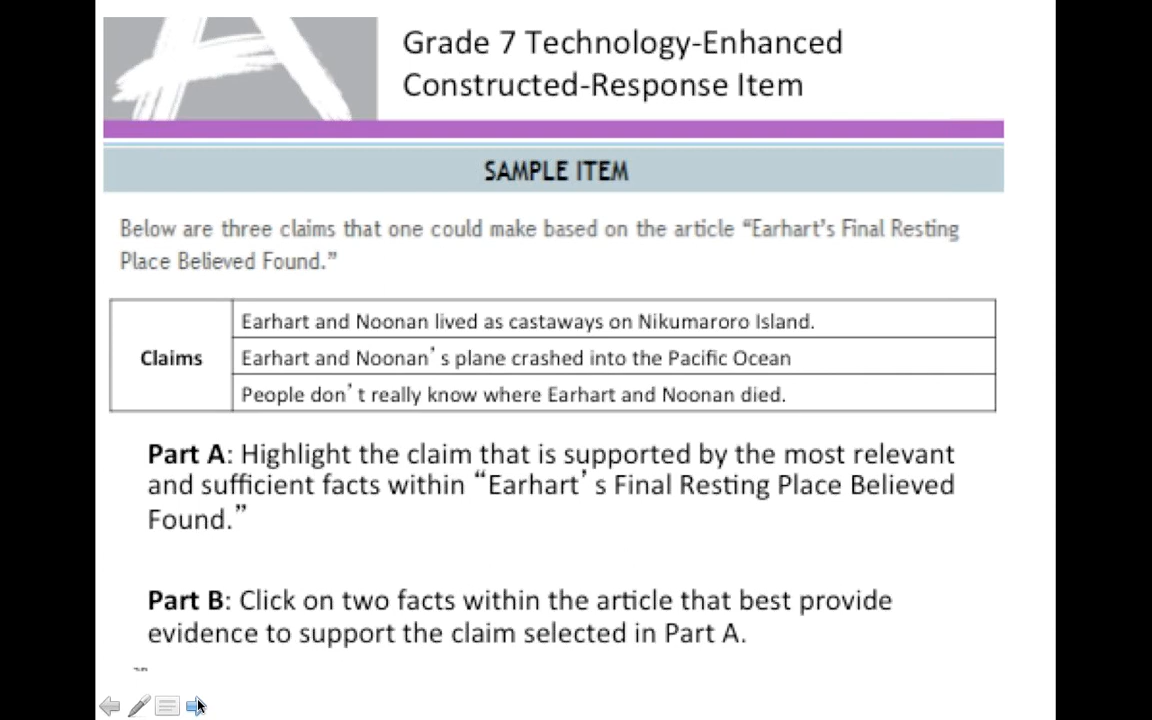 Grade 7 Technology-Enhanced
Constructed-Response Item
SAMPLE ITEM
Below are three claims that one could make based on the article “Earhart’s Final Resting
Place Believed Found.”
Claims
Earhart and Noonan lived as castaways on Nikumaroro Island.
Earhart and Noonan’s plane crashed into the Pacific Ocean
People don’t really know where Earhart and Noonan died.
Part A: Highlight the claim that is supported by the most relevant
and sufficient facts within “Earhart’s Final Resting Place Believed
Found.”
Part B: Click on two facts within the article that best provide
evidence to support the claim selected in Part A.